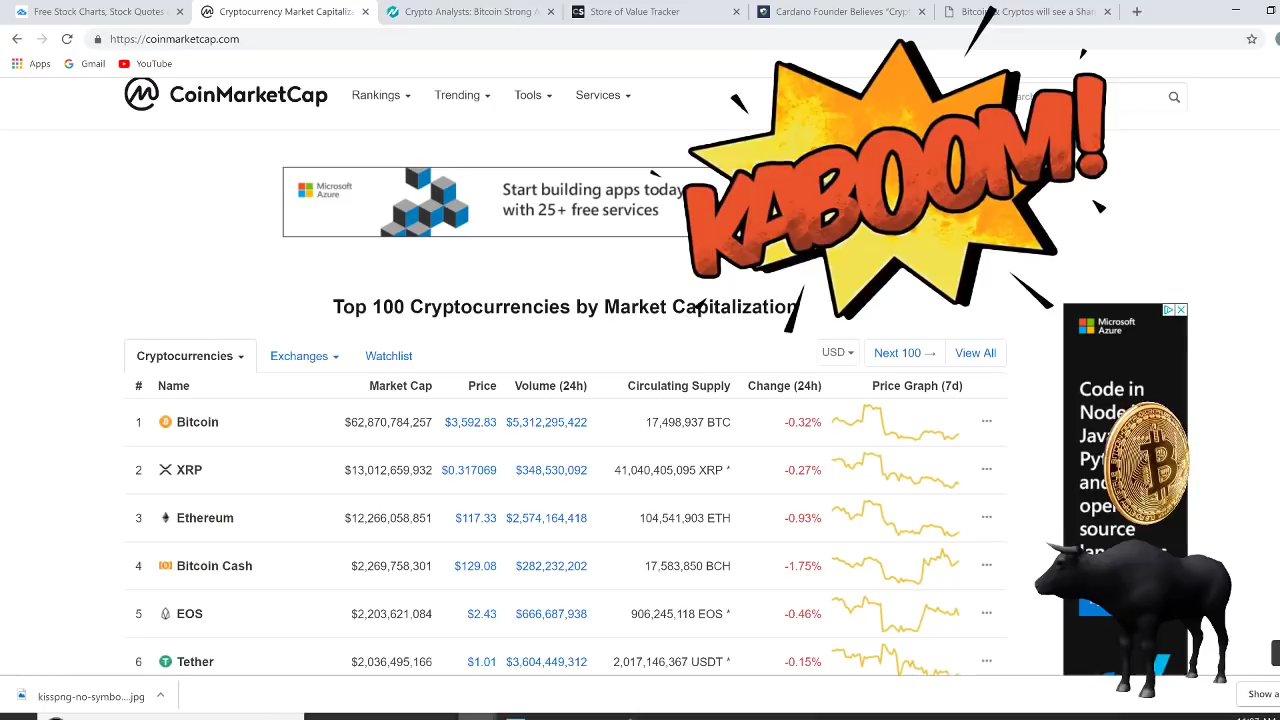 Free Stock Charts, Stock Quotes
Cryptocurrency Market Capitaliz
Crypto Analysts: Bitcoin Strong
Store of Value Tracker
Cardano Founder Believes "Crypt
Bitcoin & Cryptos will see a Sha
https://coinmarketcap.com
Apps
Gmail
YouTube
CoinMarketCap
Rankings
Trending
Tools
Services
KABOOM!
Microsoft Azure
Start building apps today
with 25+ free services
Top 100 Cryptocurrencies by Market Capitalization
Cryptocurrencies Exchanges Watchlist USD Next 100 → View All
# Name Market Cap Price Volume (24h) Circulating Supply Change (24h) Price Graph (7d)
1 Bitcoin $62,870,784,257 $3,592.83 $5,312,295,422 17,498,937 BTC -0.32%
2 XRP $13,012,689,932 $0.317069 $348,530,092 41,040,405,095 XRP * -0.27%
3 Ethereum $12,266,058,851 $117.33 $2,574,164,418 104,541,903 ETH -0.93%
4 Bitcoin Cash $2,269,758,301 $129.08 $282,232,202 17,583,850 BCH -1.75%
5 EOS $2,203,621,084 $2.43 $666,687,938 906,245,118 EOS * -0.46%
6 Tether $2,036,495,166 $1.01 $3,604,449,312 2,017,146,367 USDT * -0.15%
Microsoft
Azure
Code in
Node
Java
Py
and
open
source
kisspng-no-symbo....jpg
Show a